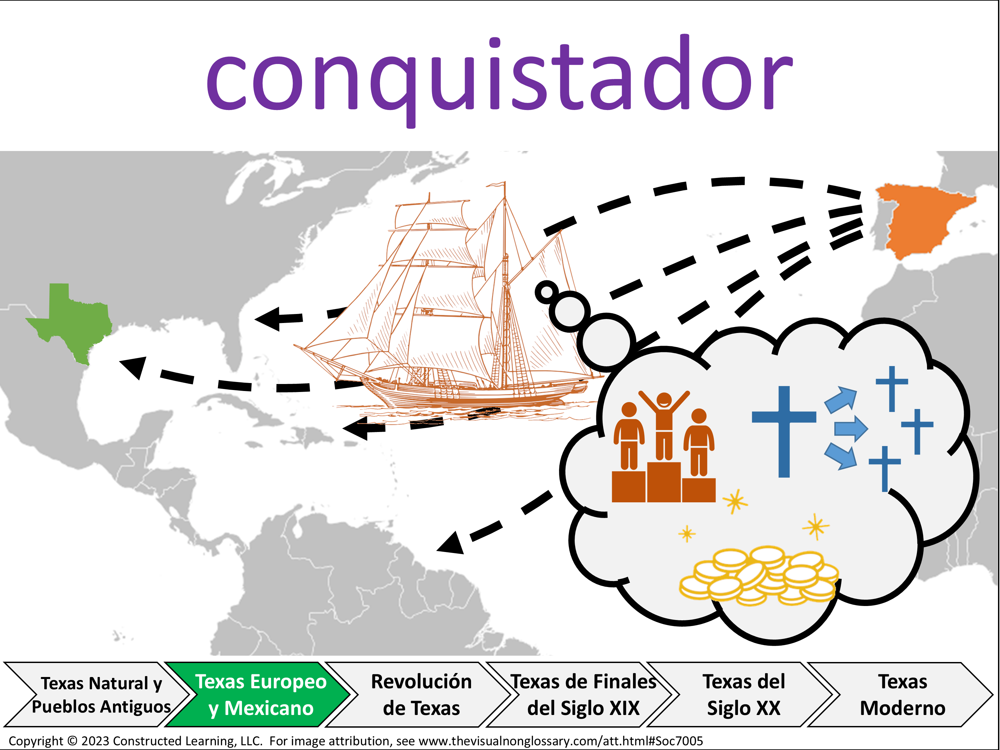 conquistador
Texas Natural y
Pueblos Antiguos
Texas Europeo
y Mexicano
Revolución
de Texas
Texas de Finales
del Siglo XIX
Texas del
Siglo XX
Texas
Moderno
Copyright © 2023 Constructed Learning, LLC.  For image attribution, see www.thevisualnonglossary.com/att.html#Soc7005